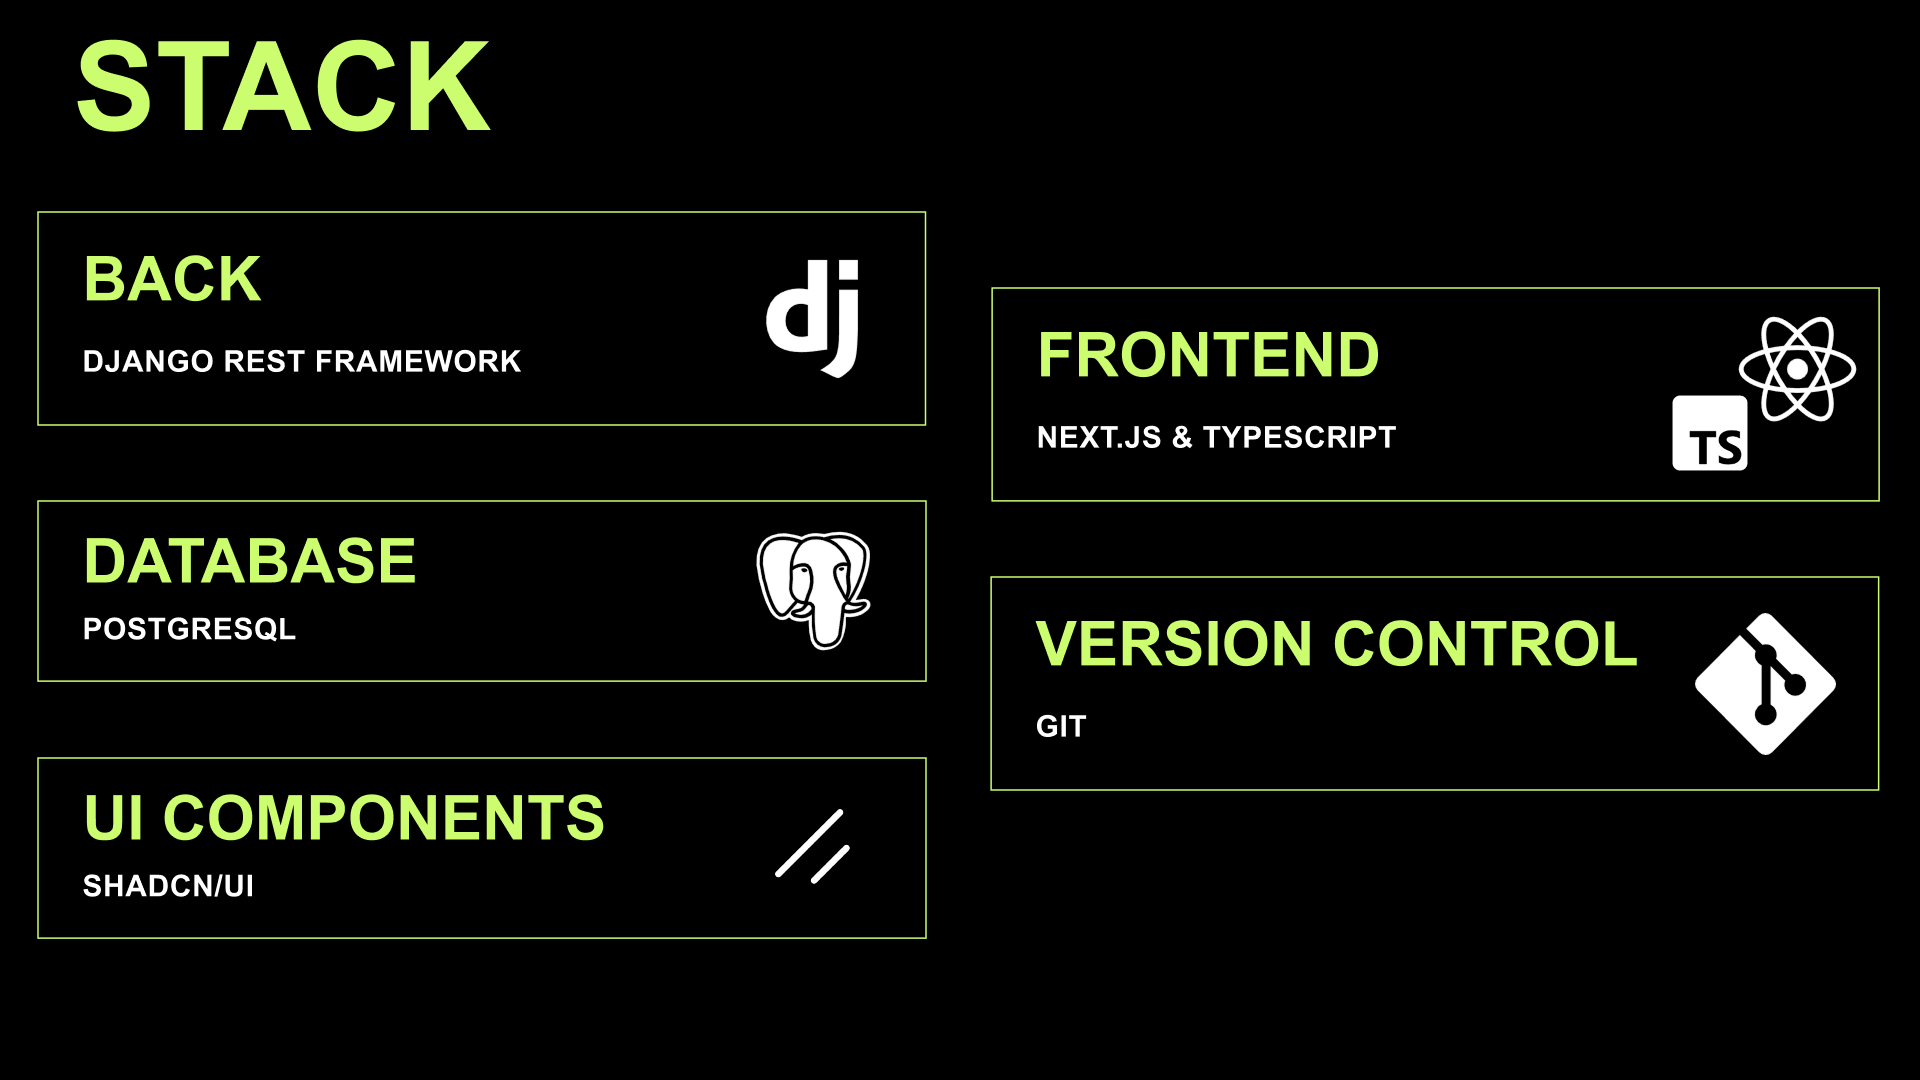 STACK
BACK
DJANGO REST FRAMEWORK
dj
DATABASE
POSTGRESQL
UI COMPONENTS
SHADCN/UI
FRONTEND
NEXT.JS & TYPESCRIPT
TS
VERSION CONTROL
GIT